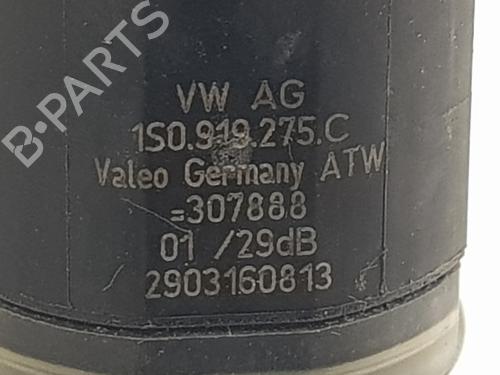 B-PARTS
VW AG
1S0.919.275.C
Valeo Germany ATW
=307888
01 /29dB
2903160813